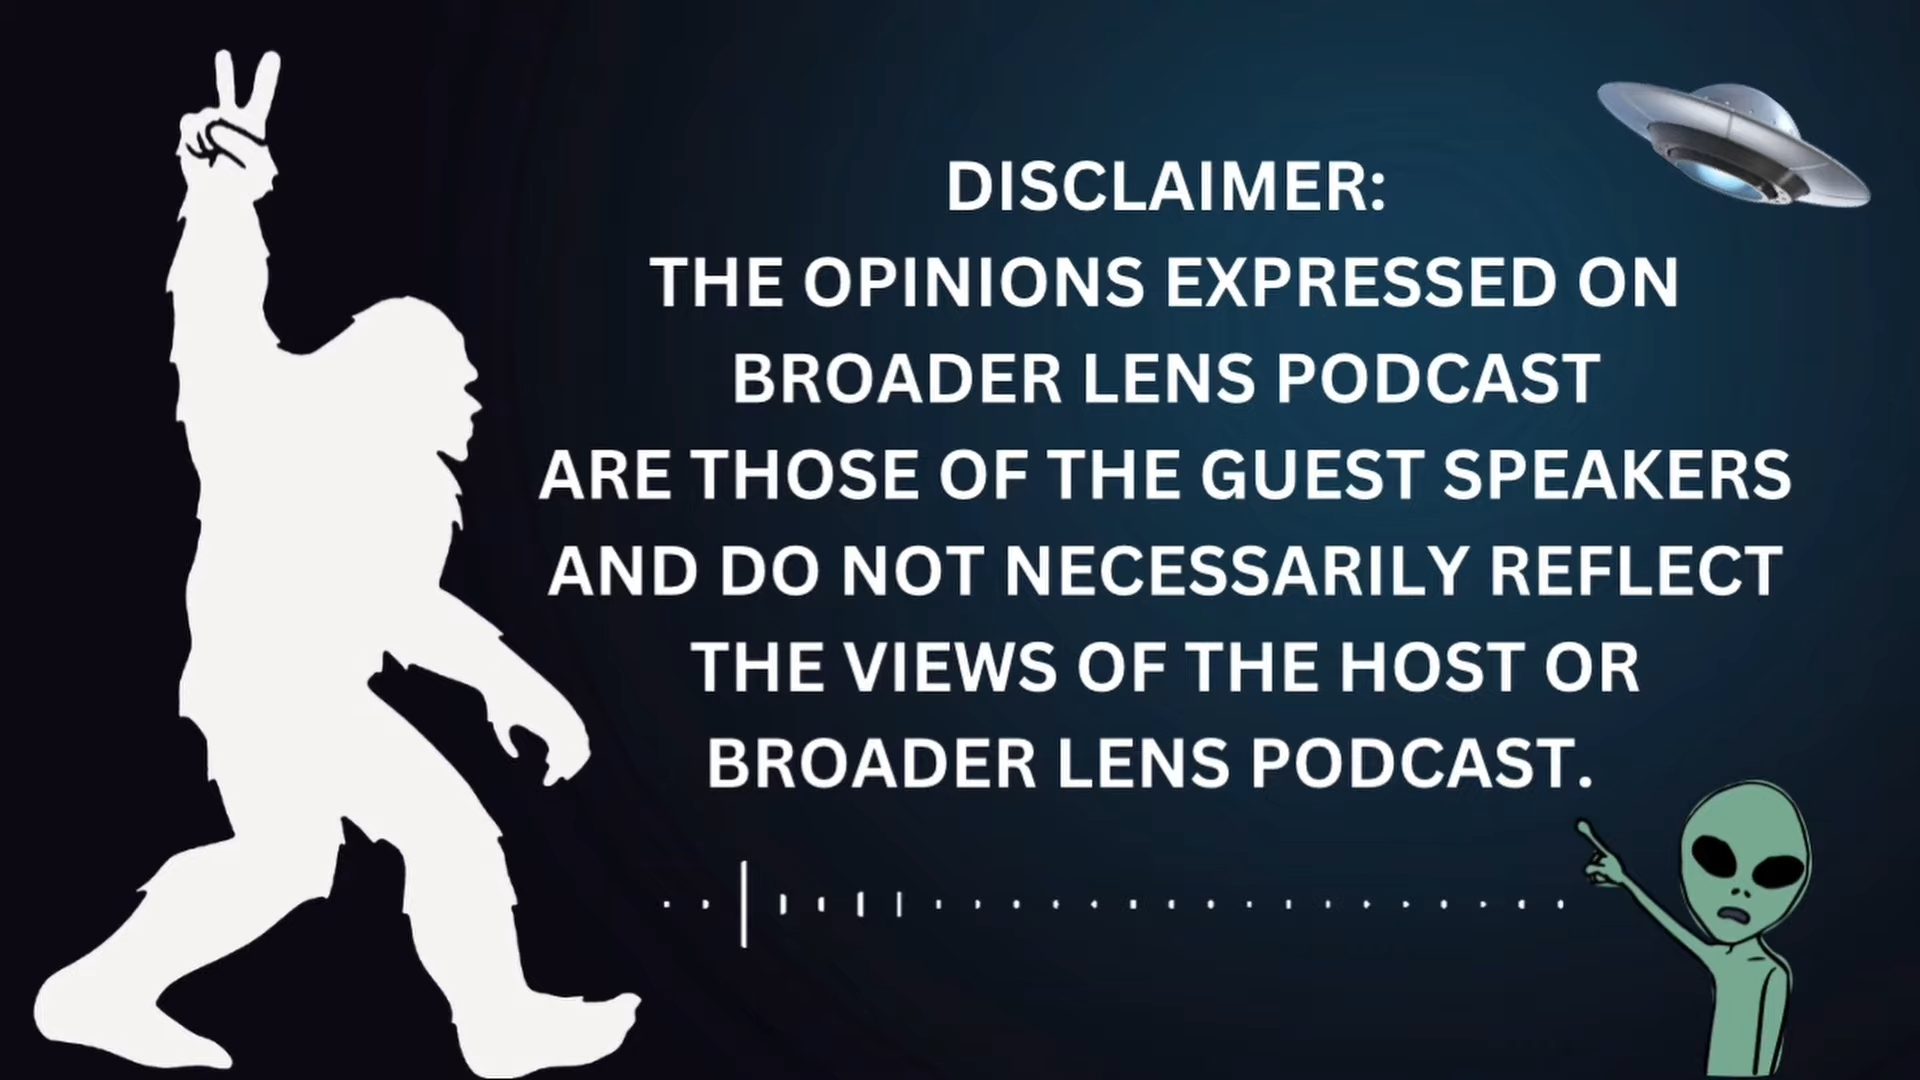 DISCLAIMER:
THE OPINIONS EXPRESSED ON
BROADER LENS PODCAST
ARE THOSE OF THE GUEST SPEAKERS
AND DO NOT NECESSARILY REFLECT
THE VIEWS OF THE HOST OR
BROADER LENS PODCAST.